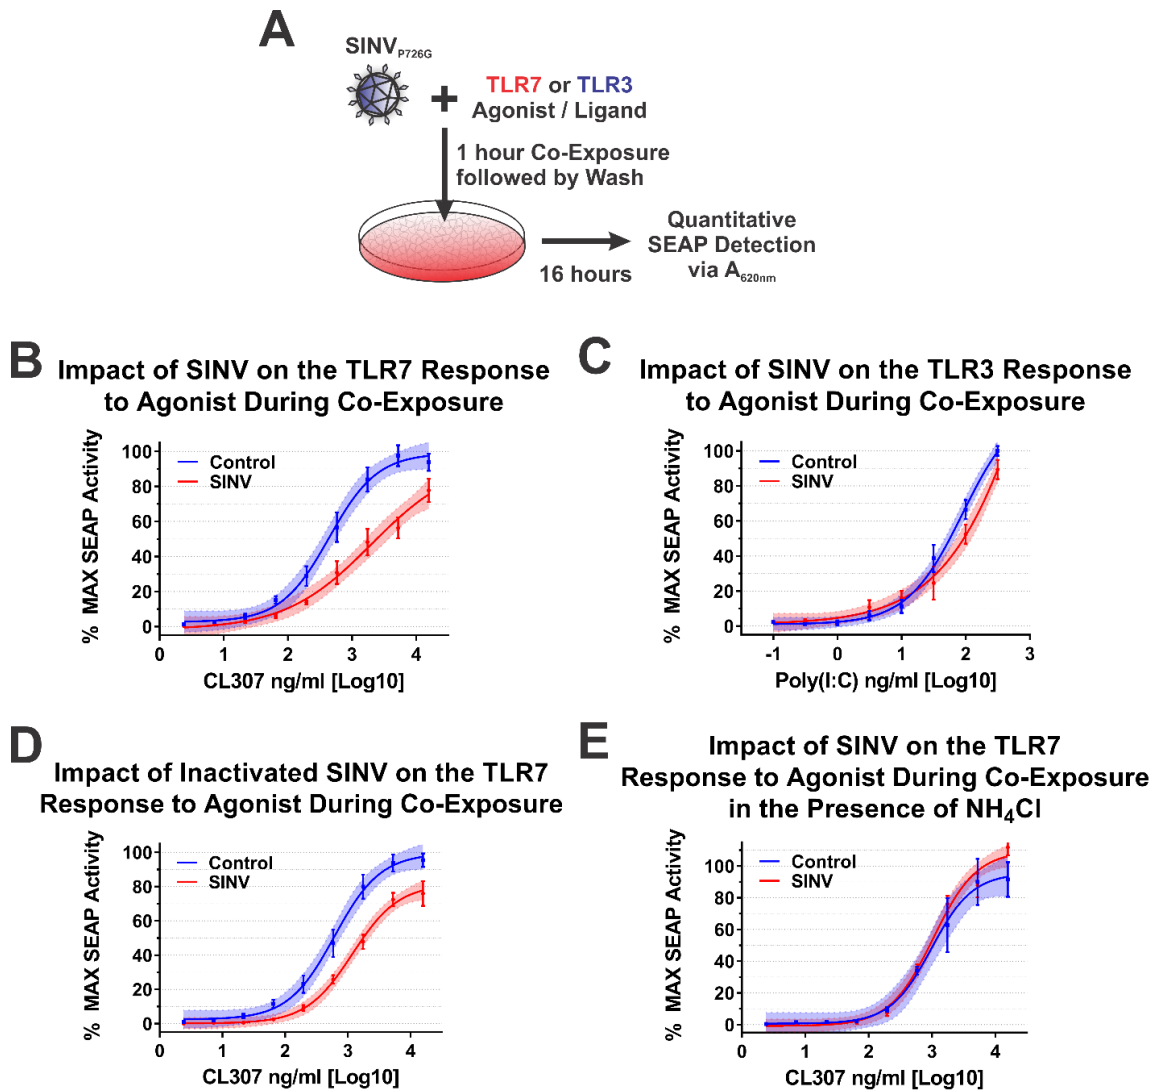 A
SINVP726G
TLR7 or TLR3
Agonist / Ligand
1 hour Co-Exposure
followed by Wash
16 hours
Quantitative
SEAP Detection
via A620nm
B
Impact of SINV on the TLR7 Response
to Agonist During Co-Exposure
% MAX SEAP Activity
100
80
60
40
20
0
Control
SINV
0 1 2 3 4
CL307 ng/ml [Log10]
C
Impact of SINV on the TLR3 Response
to Agonist During Co-Exposure
% MAX SEAP Activity
100
80
60
40
20
0
Control
SINV
-1 0 1 2 3
Poly(I:C) ng/ml [Log10]
D
Impact of Inactivated SINV on the TLR7
Response to Agonist During Co-Exposure
% MAX SEAP Activity
100
80
60
40
20
0
Control
SINV
0 1 2 3 4
CL307 ng/ml [Log10]
E
Impact of SINV on the TLR7
Response to Agonist During Co-Exposure
in the Presence of NH4Cl
% MAX SEAP Activity
100
80
60
40
20
0
Control
SINV
0 1 2 3 4
CL307 ng/ml [Log10]